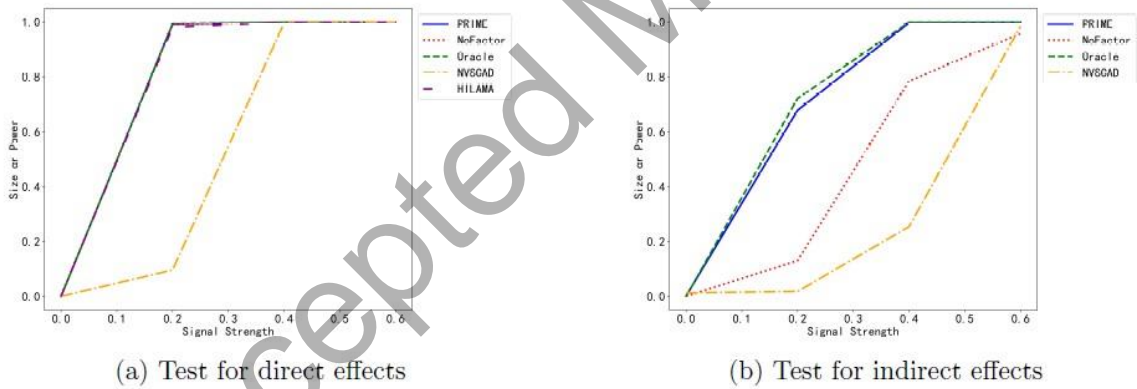 1.0
0.8
0.6
0.4
0.2
0.0
Size or Power
0.0 0.1 0.2 0.3 0.4 0.5 0.6
Signal Strength
PRIME
NoFactor
Oracle
NVSCAD
HILAMA
(a) Test for direct effects
1.0
0.8
0.6
0.4
0.2
0.0
Size or Power
0.0 0.1 0.2 0.3 0.4 0.5 0.6
Signal Strength
PRIME
NoFactor
Oracle
NVSCAD
(b) Test for indirect effects
cepted M